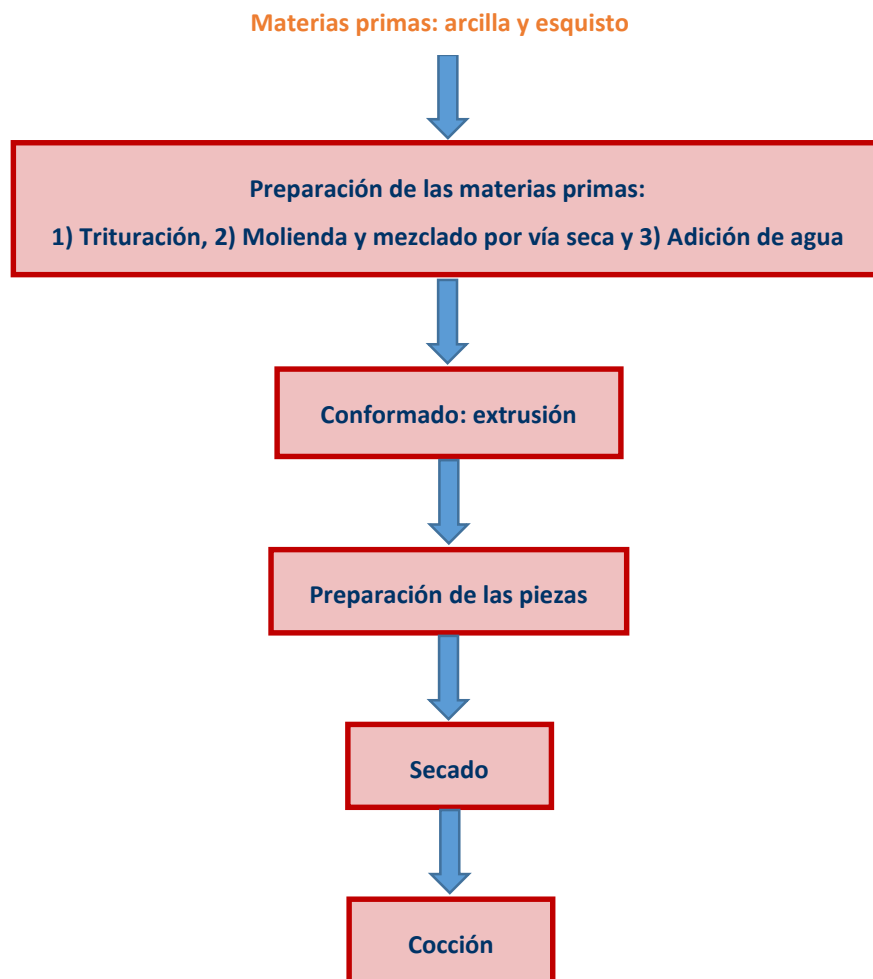 Materias primas: arcilla y esquisto
Preparación de las materias primas:
1) Trituración, 2) Molienda y mezclado por vía seca y 3) Adición de agua
Conformado: extrusión
Preparación de las piezas
Secado
Cocción